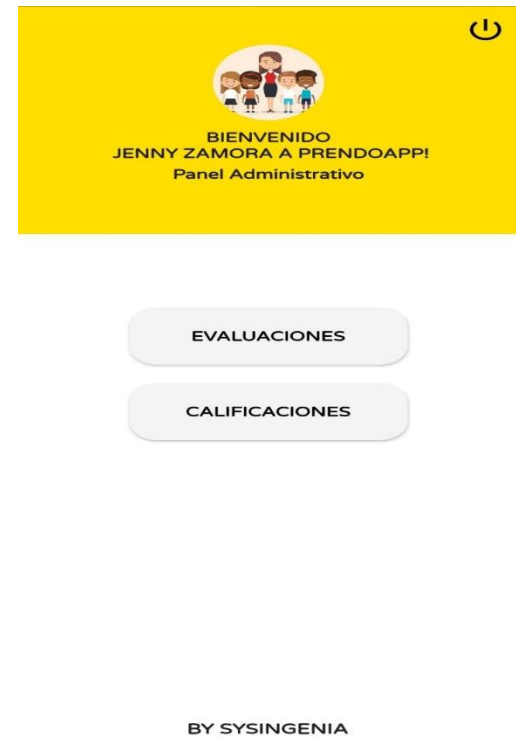 BIENVENIDO
JENNY ZAMORA A PRENDOAPP!
Panel Administrativo
EVALUACIONES
CALIFICACIONES
BY SYSINGENIA